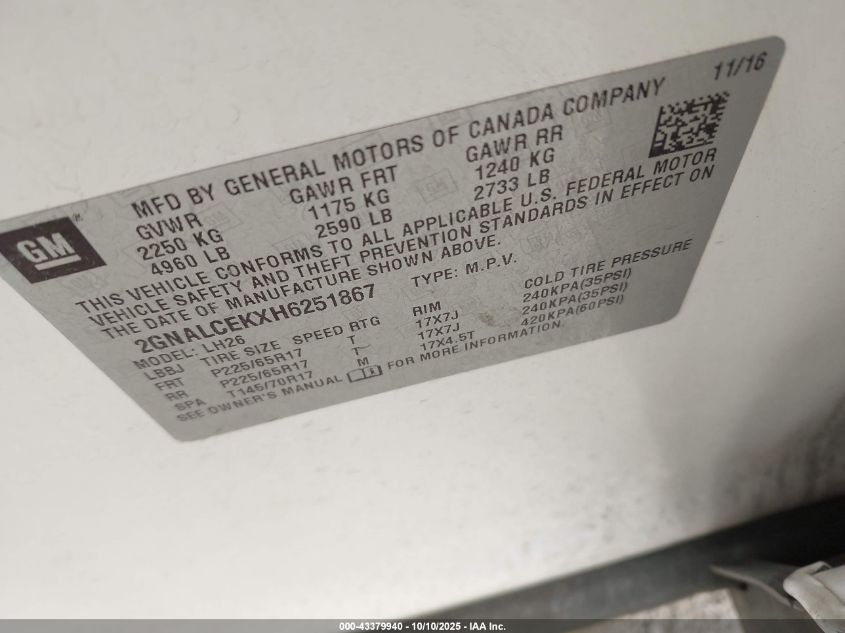 11/16
MFD BY GENERAL MOTORS OF CANADA COMPANY
GVWR GAWR FRT GAWR RR
2250 KG 1175 KG 1240 KG
4960 LB 2590 LB 2733 LB
GM
THIS VEHICLE CONFORMS TO ALL APPLICABLE U.S. FEDERAL MOTOR
VEHICLE SAFETY AND THEFT PREVENTION STANDARDS IN EFFECT ON
THE DATE OF MANUFACTURE SHOWN ABOVE.
2GNALCEKXH6251867 TYPE: M.P.V.
MODEL: LH26
LBBJ TIRE SIZE SPEED RTG RIM COLD TIRE PRESSURE
FRT P225/65R17 T 17X7J 240KPA(35PSI)
RR P225/65R17 T 17X7J 240KPA(35PSI)
SPA T145/70R17 M 17X4.5T 420KPA(60PSI)
SEE OWNER'S MANUAL FOR MORE INFORMATION.
000-43379940 - 10/10/2025 - IAA Inc.